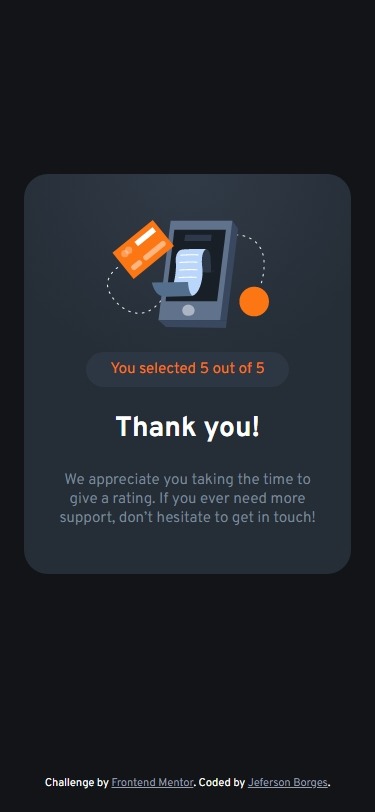 You selected 5 out of 5
Thank you!
We appreciate you taking the time to
give a rating. If you ever need more
support, don’t hesitate to get in touch!
Challenge by Frontend Mentor. Coded by Jeferson Borges.